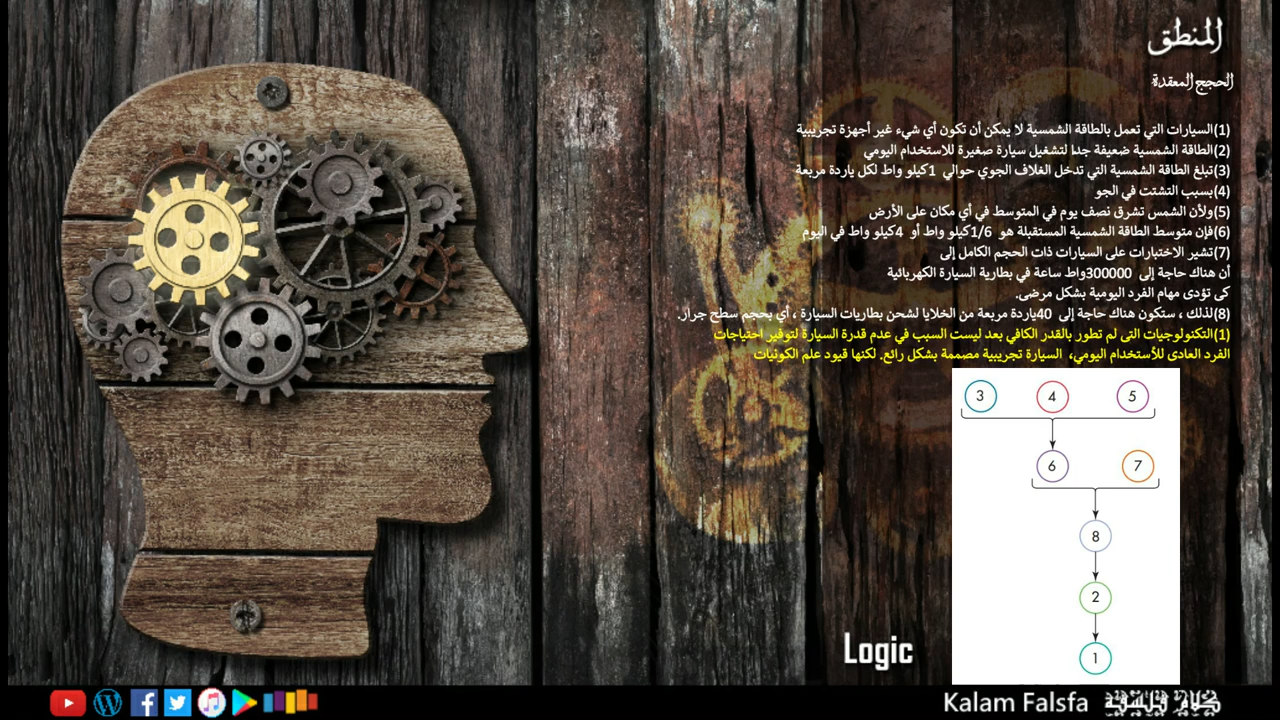 المنطق
الحجج المعقدة
(1)السيارات التي تعمل بالطاقة الشمسية لا يمكن أن تكون أي شيء غير أجهزة تجريبية
(2)الطاقة الشمسية ضعيفة جدا لتشغيل سيارة صغيرة للاستخدام اليومي
(3)تبلغ الطاقة الشمسية التي تدخل الغلاف الجوي حوالي 1كيلو واط لكل ياردة مربعة
(4)بسبب التشتت في الجو
(5)ولأن الشمس تشرق نصف يوم في المتوسط في أي مكان على الأرض
(6)فإن متوسط الطاقة الشمسية المستقبلة هو 1/6كيلو واط أو 4كيلو واط في اليوم
(7)تشير الاختبارات على السيارات ذات الحجم الكامل إلى
أن هناك حاجة إلى 300000واط ساعة في بطارية السيارة الكهربائية
كى تؤدى مهام الفرد اليومية بشكل مرضى.
(8)لذلك ، ستكون هناك حاجة إلى 40ياردة مربعة من الخلايا لشحن بطاريات السيارة ، أي بحجم سطح جرار.
(1)التكنولوجيات التى لم تطور بالقدر الكافي بعد ليست السبب في عدم قدرة السيارة لتوفير احتياجات
الفرد العادى للأستخدام اليومي، السيارة تجريبية مصممة بشكل رائع. لكنها قيود علم الكونيات
3 4 5
6 7
8
2
1
Logic
Kalam Falsfa كلام فلسفة